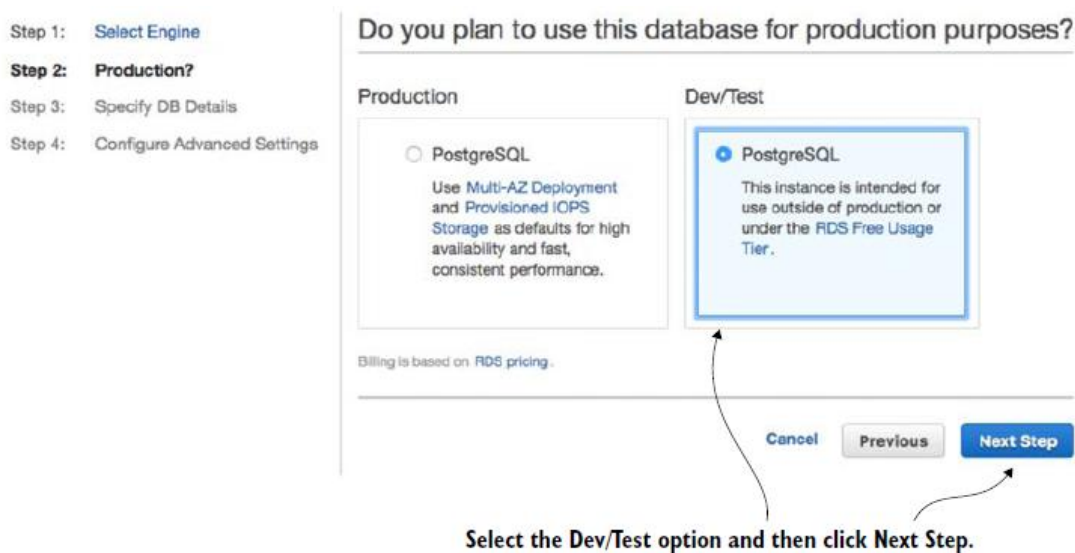 Step 1: Select Engine
Step 2: Production?
Step 3: Specify DB Details
Step 4: Configure Advanced Settings
Do you plan to use this database for production purposes?
Production
PostgreSQL
Use Multi-AZ Deployment
and Provisioned IOPS
Storage as defaults for high
availability and fast,
consistent performance.
Dev/Test
PostgreSQL
This instance is intended for
use outside of production or
under the RDS Free Usage
Tier.
Billing is based on RDS pricing.
Cancel
Previous
Next Step
Select the Dev/Test option and then click Next Step.